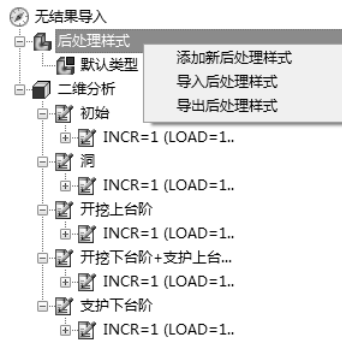 无结果导入
后处理样式
添加新后处理样式
默认类型
导入后处理样式
二维分析
导出后处理样式
初始
INCR=1 (LOAD=1..
洞
INCR=1 (LOAD=1..
开挖上台阶
INCR=1 (LOAD=1..
开挖下台阶+支护上台...
INCR=1 (LOAD=1..
支护下台阶
INCR=1 (LOAD=1..